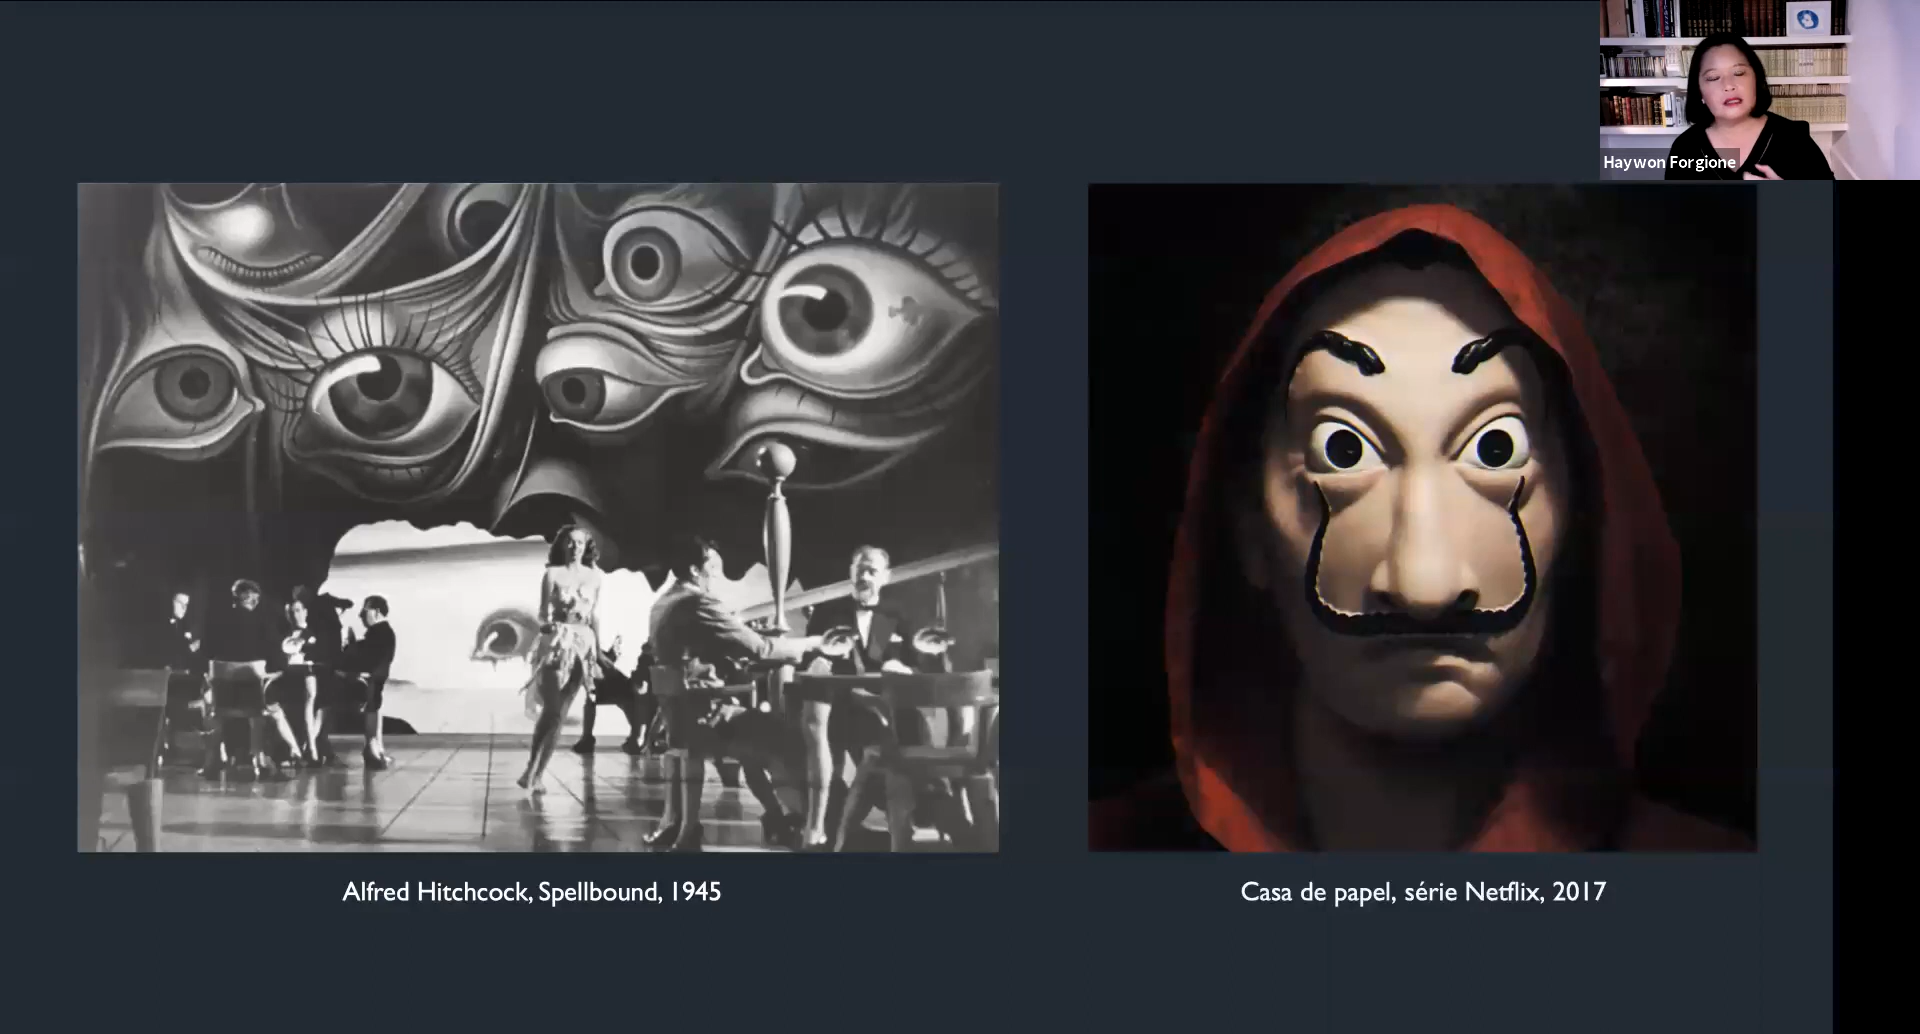 Haywon Forgione
Alfred Hitchcock, Spellbound, 1945
Casa de papel, série Netflix, 2017